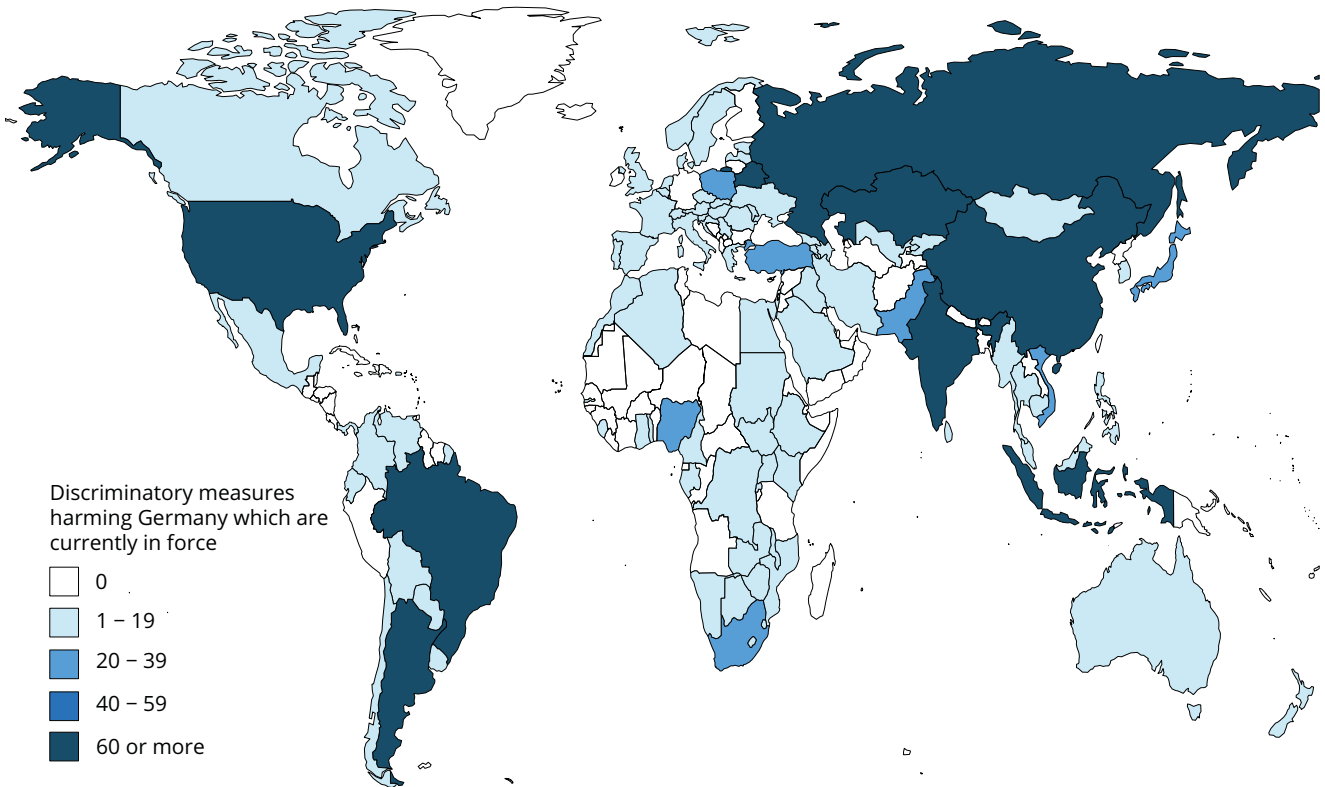 Discriminatory measures
harming Germany which are
currently in force
0
1 – 19
20 – 39
40 – 59
60 or more